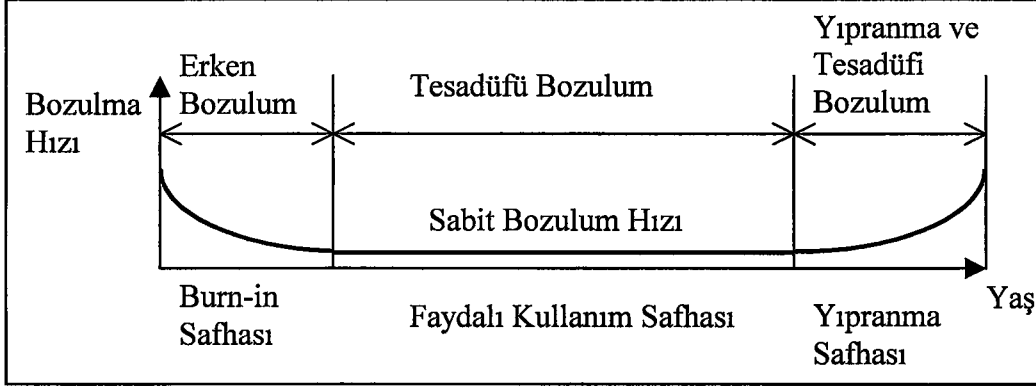 Bozulma
Hızı
Erken
Bozulum
Tesadüfü Bozulum
Yıpranma ve
Tesadüfi
Bozulum
Sabit Bozulum Hızı
Burn-in
Safhası
Faydalı Kullanım Safhası
Yıpranma
Safhası
Yaş